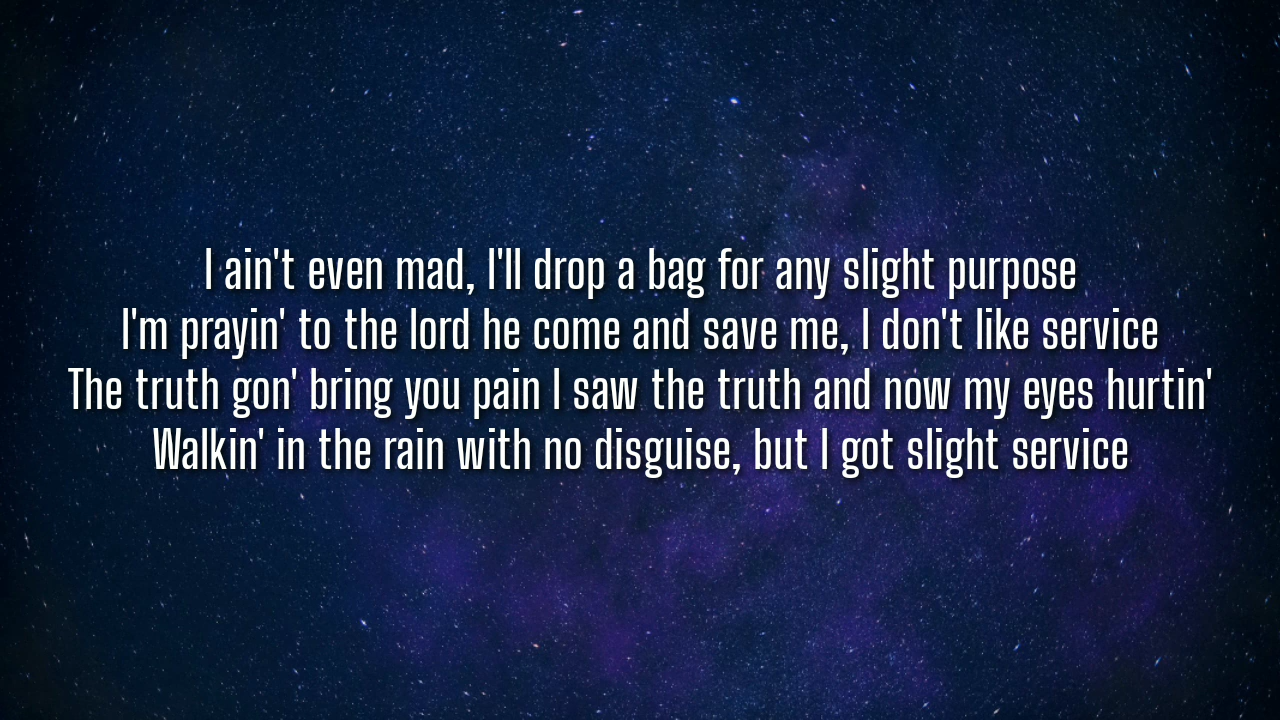 I ain't even mad, I'll drop a bag for any slight purpose
I'm prayin' to the lord he come and save me, I don't like service
The truth gon' bring you pain I saw the truth and now my eyes hurtin'
Walkin' in the rain with no disguise, but I got slight service